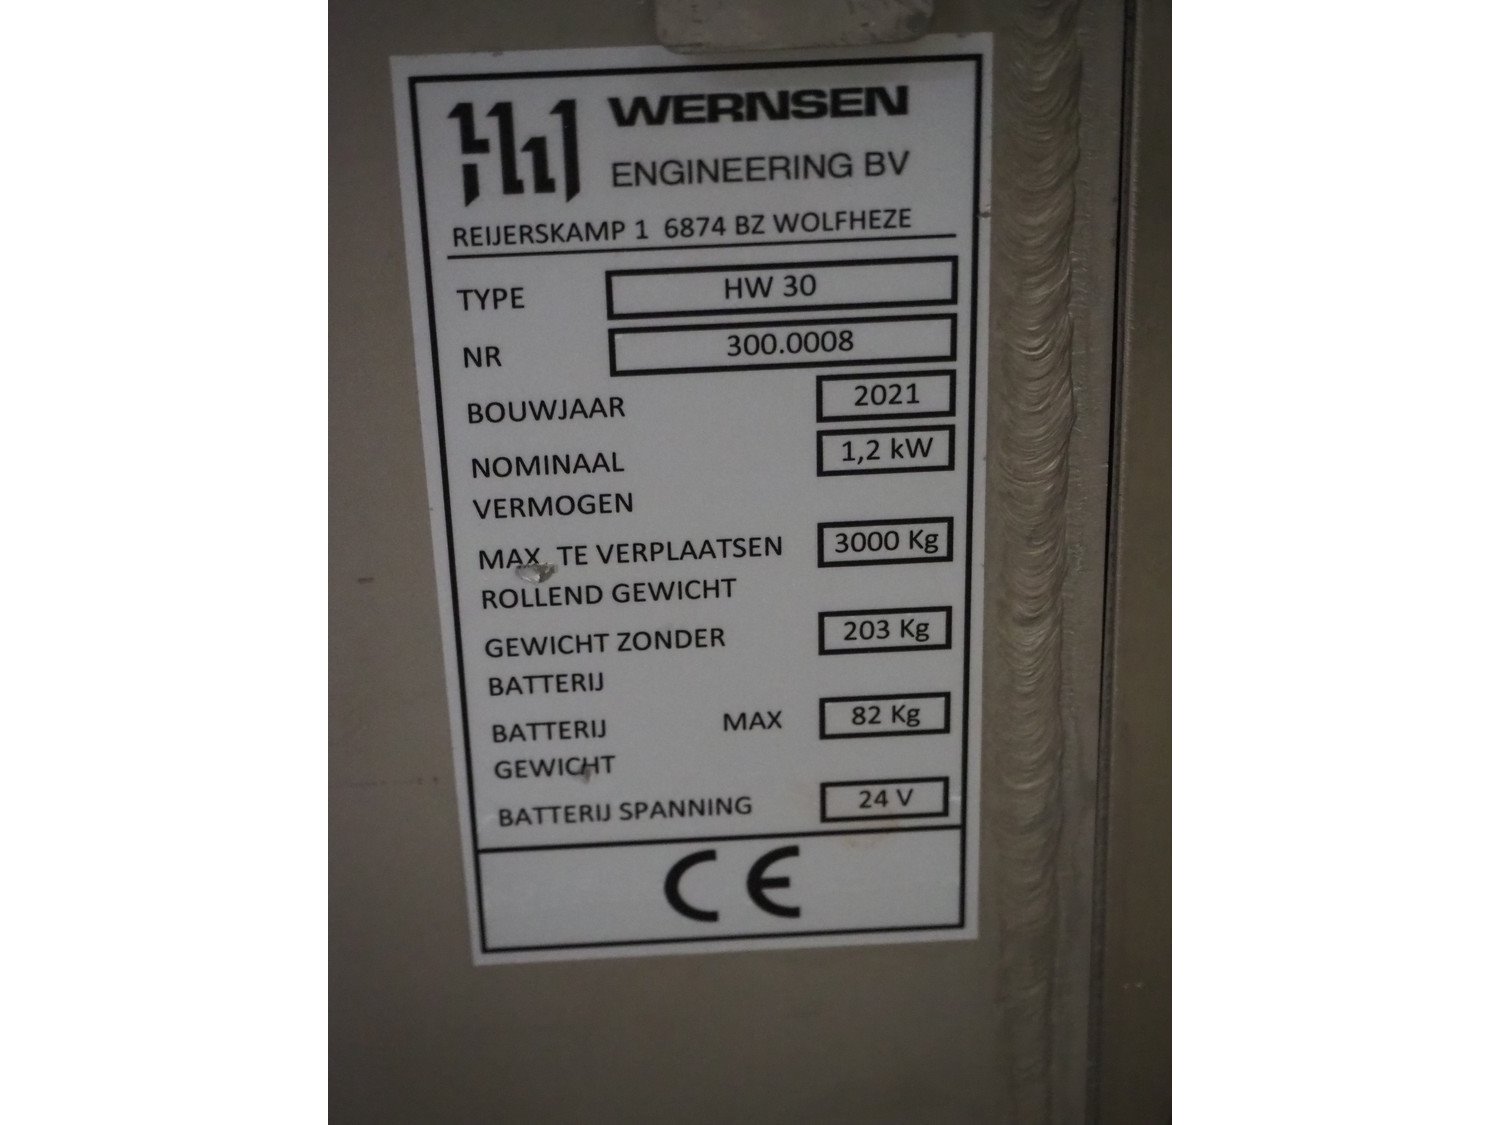 WERNSEN
ENGINEERING BV
REIJERSKAMP 1 6874 BZ WOLFHEZE
TYPE HW 30
NR 300.0008
BOUWJAAR 2021
NOMINAAL 1,2 kW
VERMOGEN
MAX. TE VERPLAATSEN 3000 Kg
ROLLEND GEWICHT
GEWICHT ZONDER 203 Kg
BATTERIJ
BATTERIJ MAX 82 Kg
GEWICHT
BATTERIJ SPANNING 24 V
CE